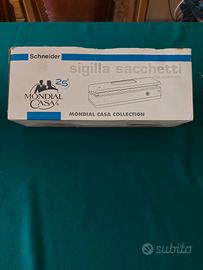 Schneider
sigilla sacchetti
25
MONDIAL
CASA
MONDIAL CASA COLLECTION
subito